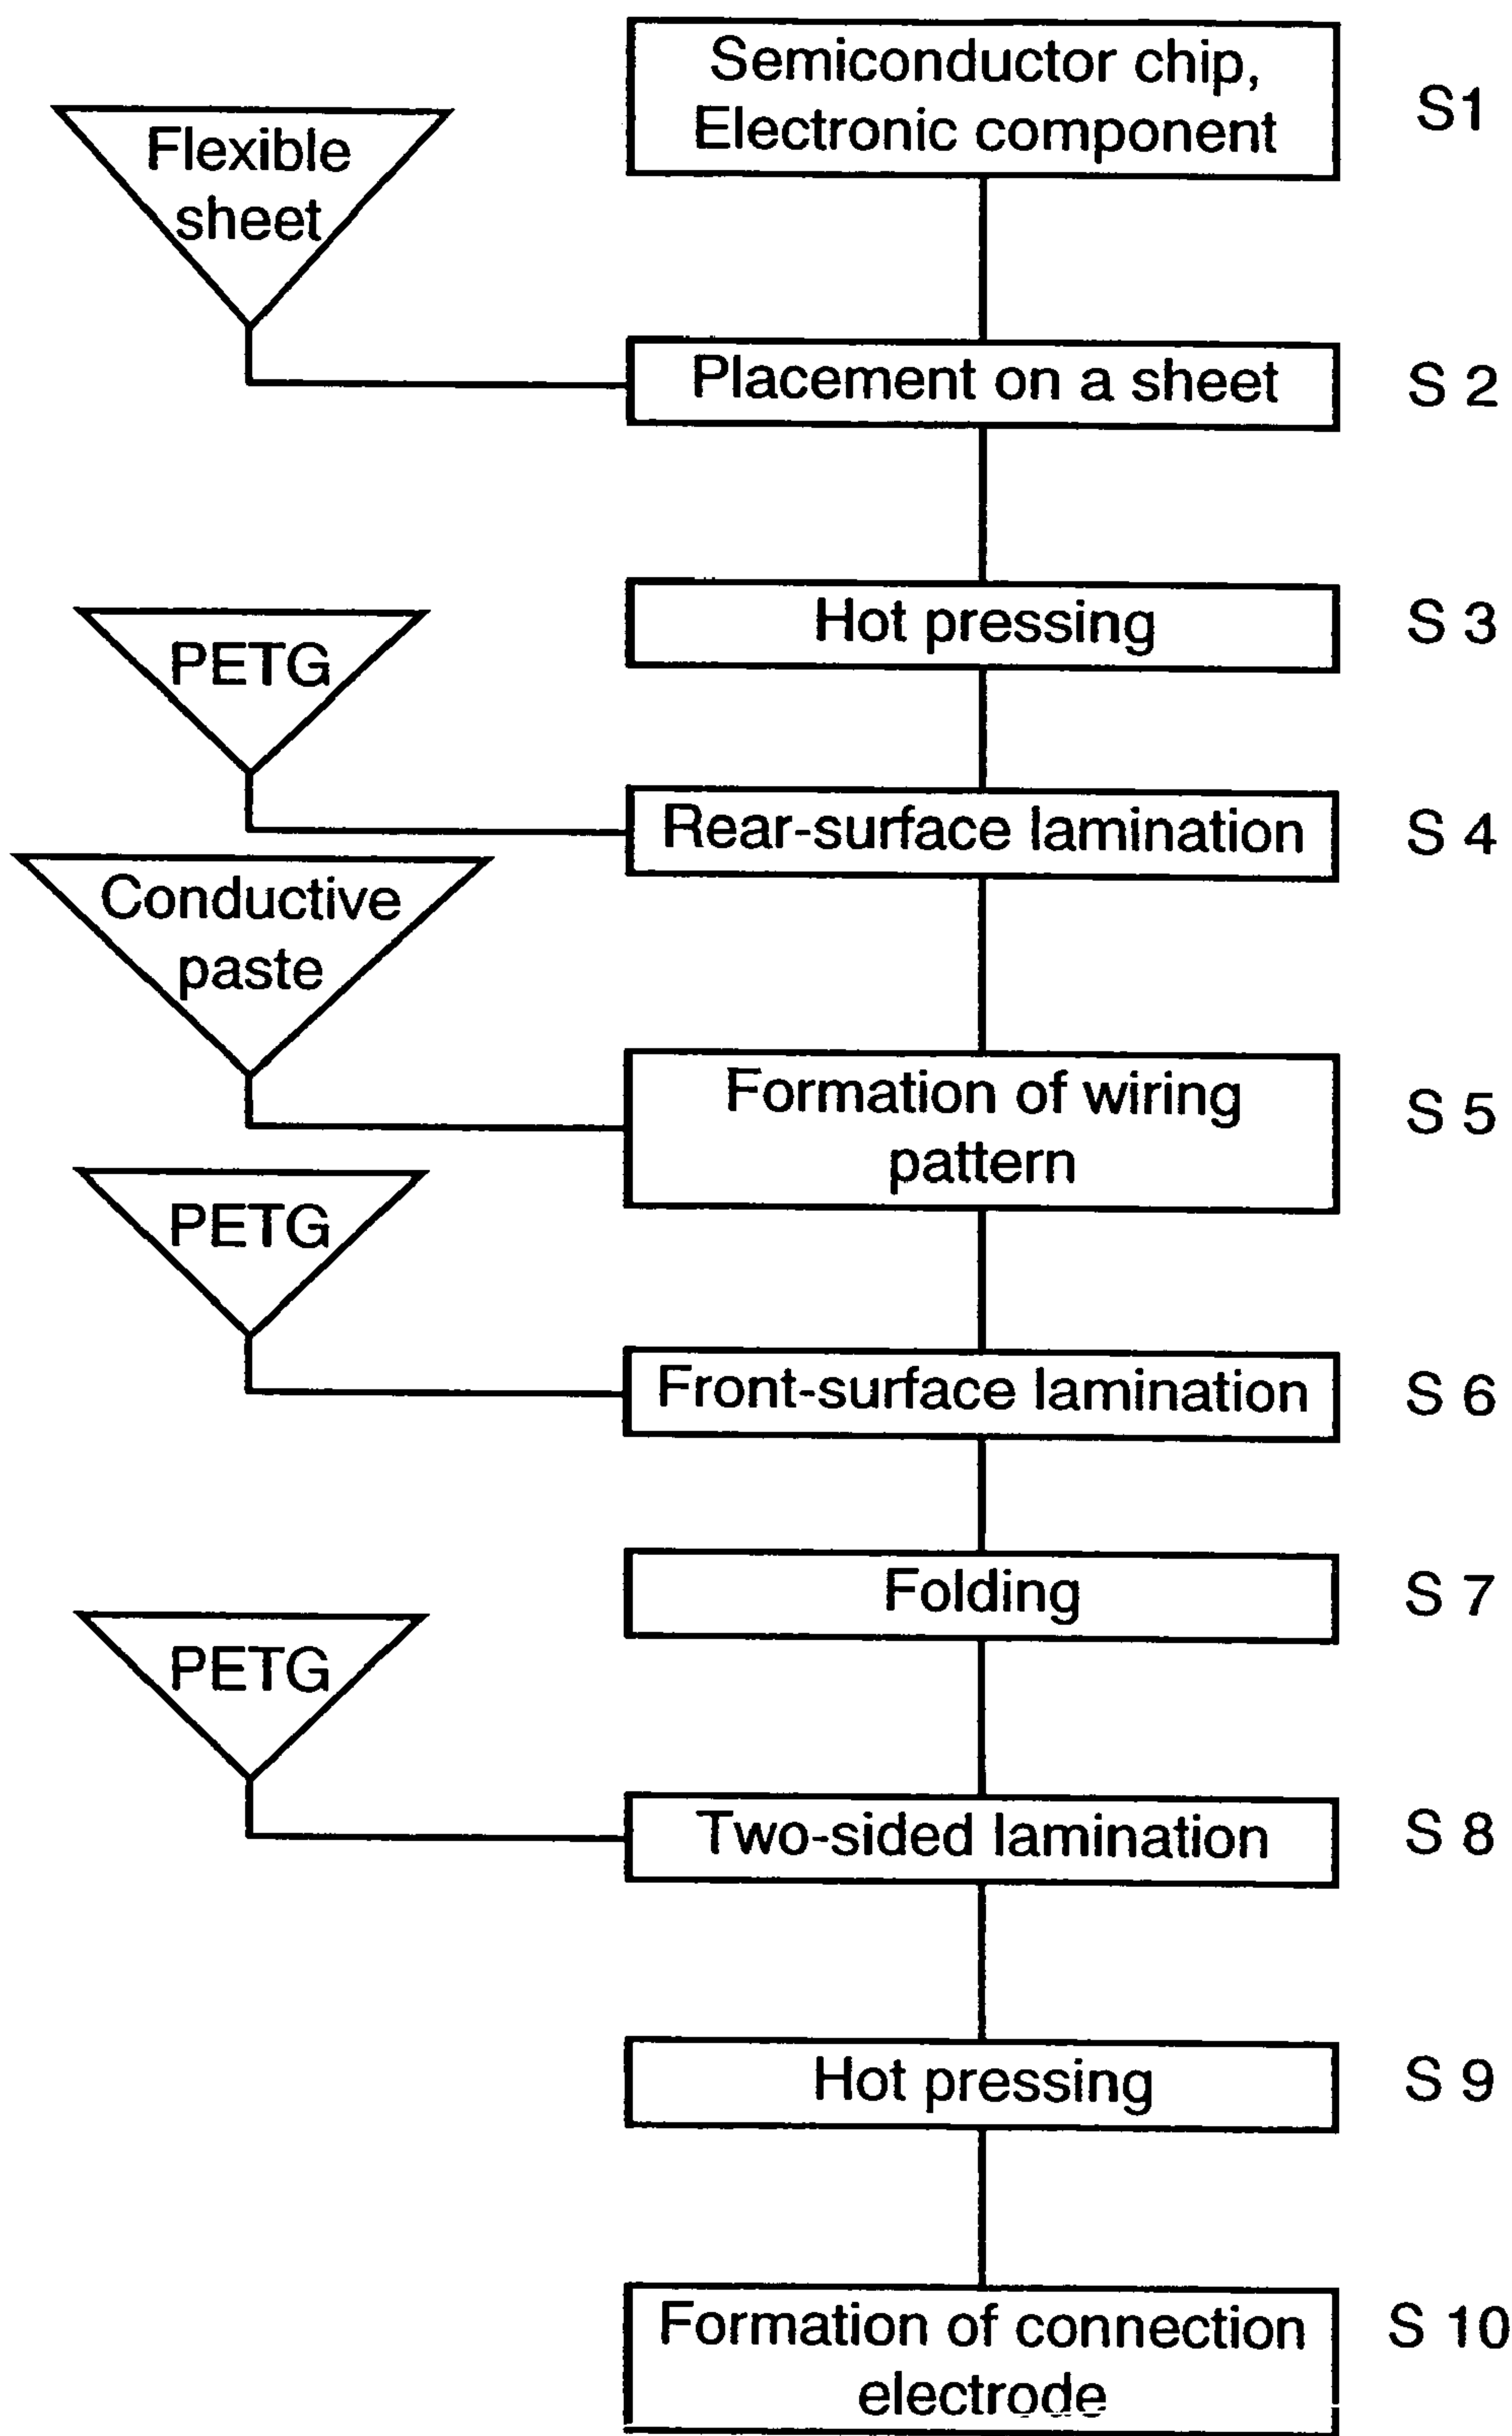 Semiconductor chip,
Electronic component
S1
Flexible
sheet
Placement on a sheet
S 2
Hot pressing
S 3
PETG
Rear-surface lamination
S 4
Conductive
paste
Formation of wiring
pattern
S 5
PETG
Front-surface lamination
S 6
Folding
S 7
PETG
Two-sided lamination
S 8
Hot pressing
S 9
Formation of connection
electrode
S 10